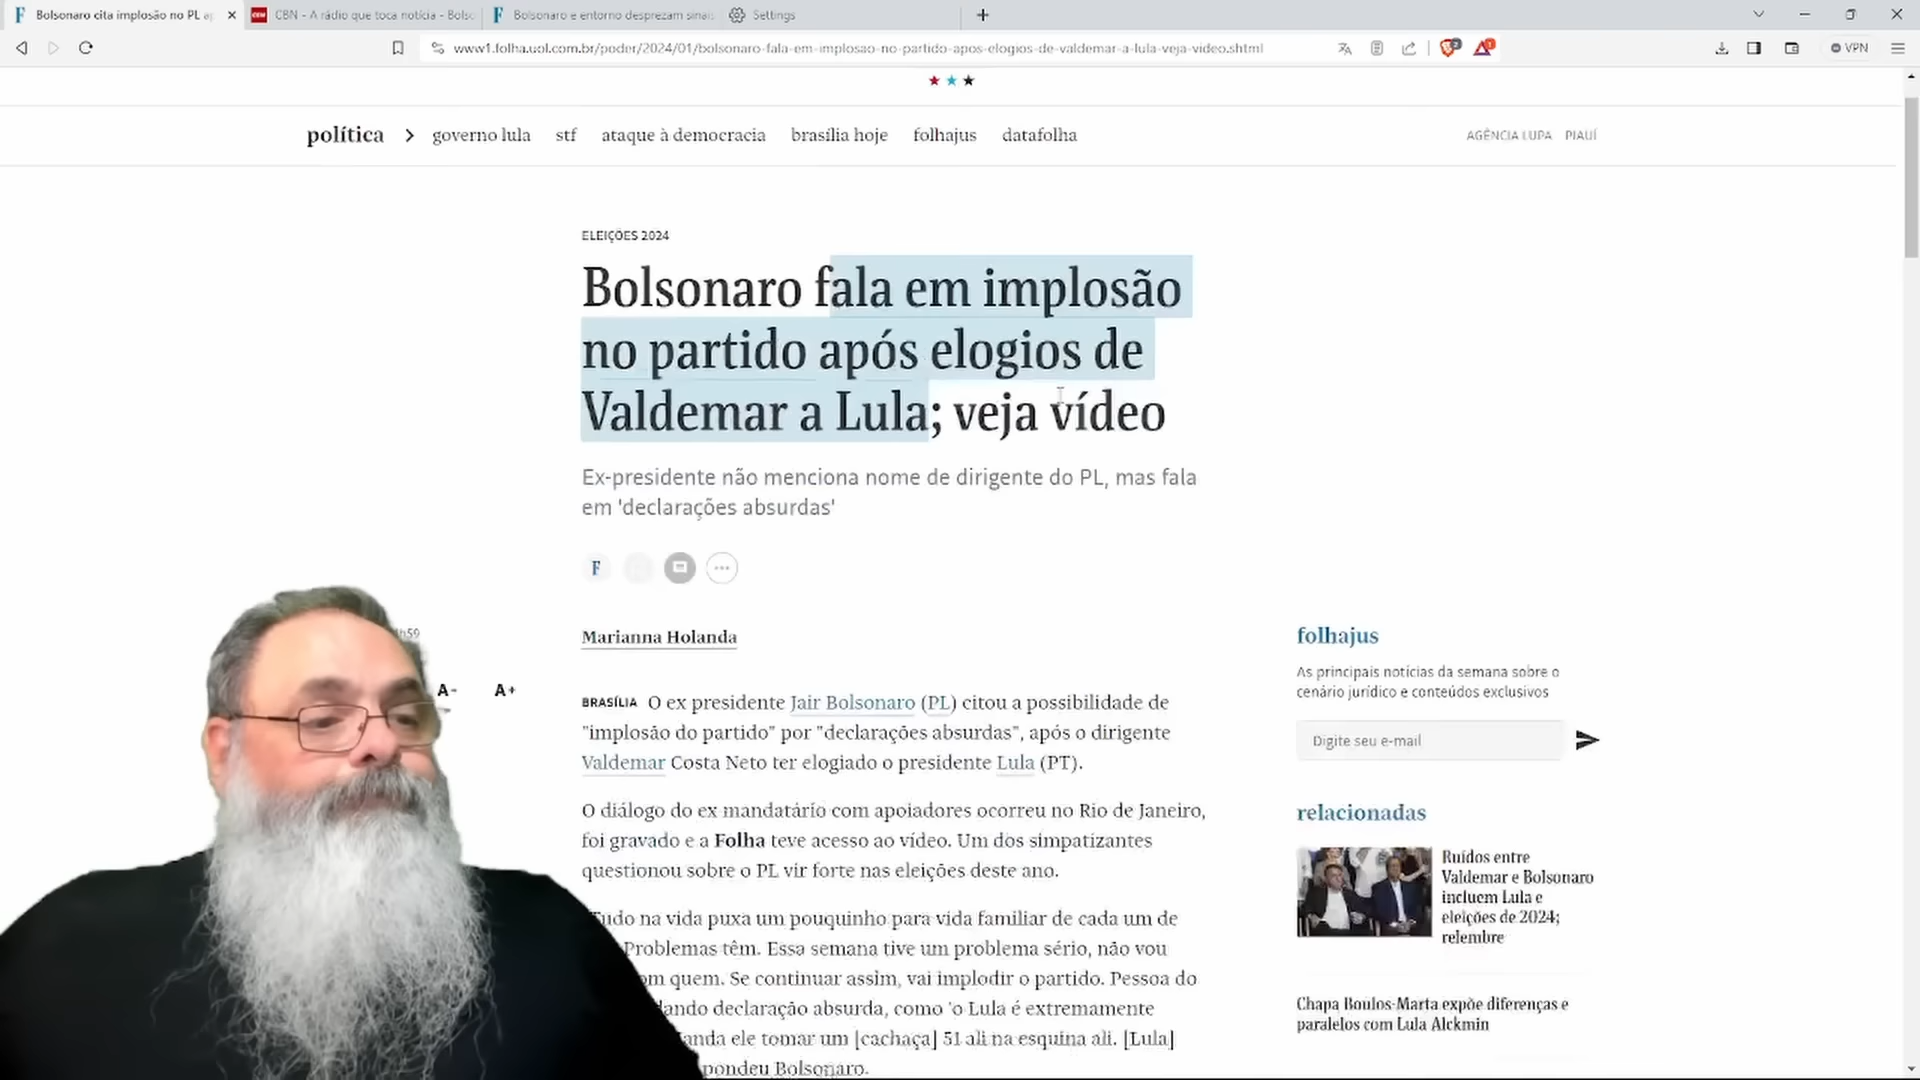 Bolsonaro cita implosão no PL ap
CBN - A rádio que toca notícia - Bolso
Bolsonaro e entorno desprezam sinais
Settings
www1.folha.uol.com.br/poder/2024/01/bolsonaro-fala-em-implosao-no-partido-apos-elogios-de-valdemar-a-lula-veja-video.shtml
VPN
política
governo lula
stf
ataque à democracia
brasília hoje
folhajus
datafolha
AGÊNCIA LUPA
PIAUÍ
ELEIÇÕES 2024
Bolsonaro fala em implosão
no partido após elogios de
Valdemar a Lula; veja vídeo
Ex-presidente não menciona nome de dirigente do PL, mas fala
em 'declarações absurdas'
F
h59
A-
A+
Marianna Holanda
BRASÍLIA O ex presidente Jair Bolsonaro (PL) citou a possibilidade de
"implosão do partido" por "declarações absurdas", após o dirigente
Valdemar Costa Neto ter elogiado o presidente Lula (PT).
O diálogo do ex mandatário com apoiadores ocorreu no Rio de Janeiro,
foi gravado e a Folha teve acesso ao vídeo. Um dos simpatizantes
questionou sobre o PL vir forte nas eleições deste ano.
Tudo na vida puxa um pouquinho para vida familiar de cada um de
Problemas têm. Essa semana tive um problema sério, não vou
om quem. Se continuar assim, vai implodir o partido. Pessoa do
dando declaração absurda, como 'o Lula é extremamente
anda ele tomar um [cachaça] 51 ali na esquina ali. [Lula]
pondeu Bolsonaro.
folhajus
As principais notícias da semana sobre o
cenário jurídico e conteúdos exclusivos
Digite seu e-mail
relacionadas
Ruídos entre
Valdemar e Bolsonaro
incluem Lula e
eleições de 2024;
relembre
Chapa Boulos-Marta expõe diferenças e
paralelos com Lula Alckmin